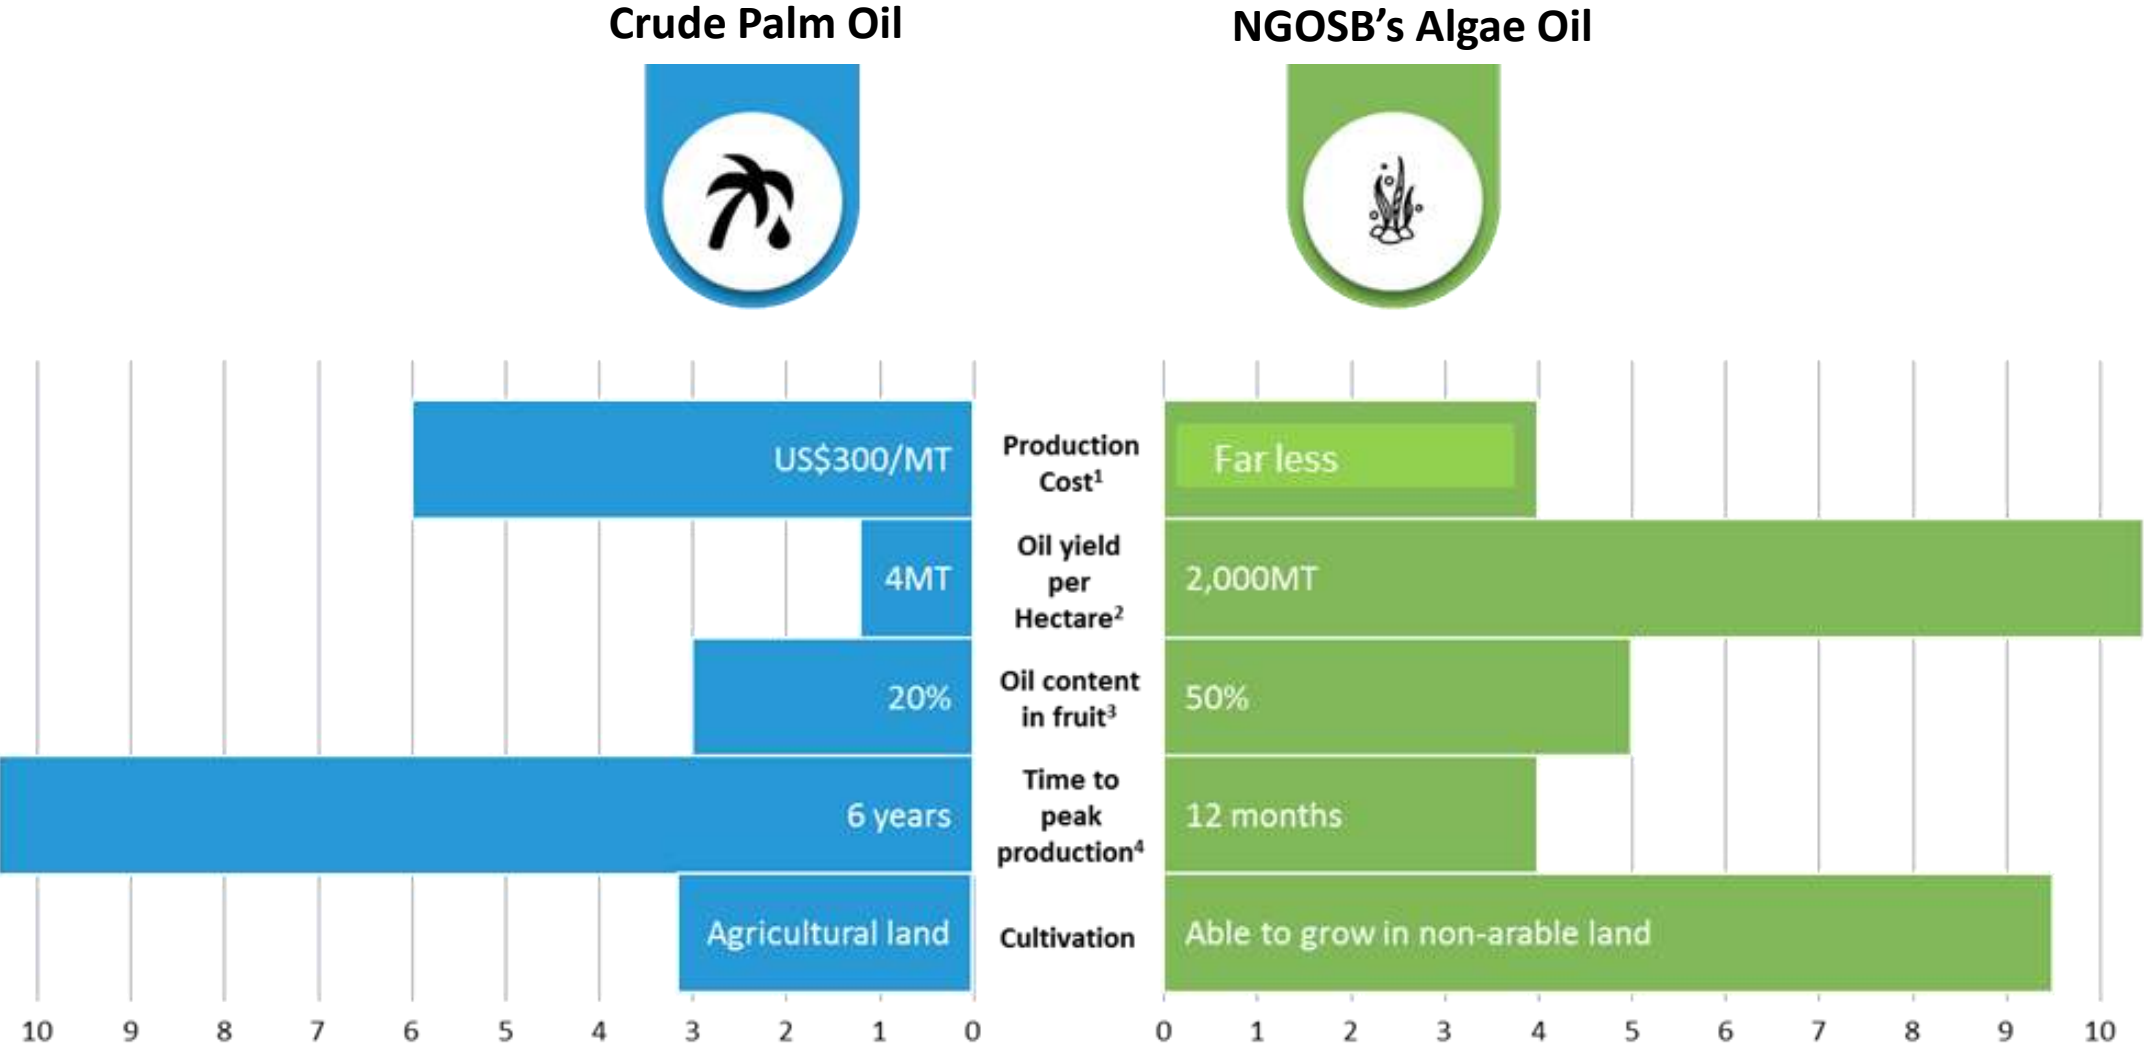 Crude Palm Oil
NGOSB’s Algae Oil
US$300/MT
Production
Cost¹
Far less
4MT
Oil yield
per
Hectare²
2,000MT
20%
Oil content
in fruit³
50%
6 years
Time to
peak
production⁴
12 months
Agricultural land
Cultivation
Able to grow in non-arable land
10 9 8 7 6 5 4 3 2 1 0
0 1 2 3 4 5 6 7 8 9 10